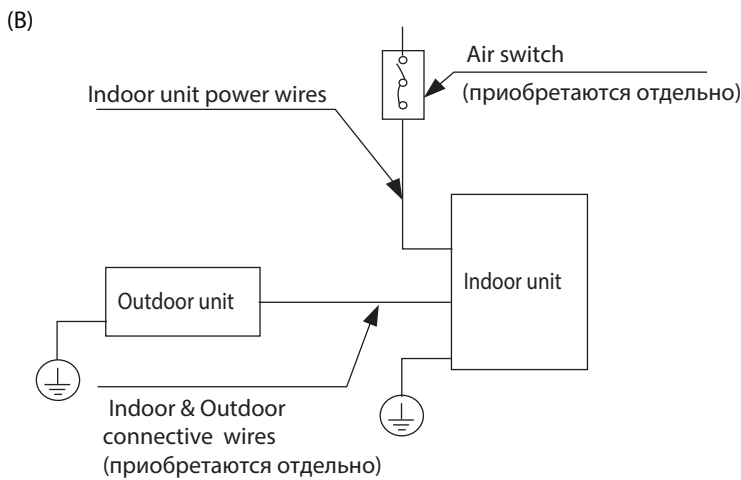 (B)
Air switch
(приобретаются отдельно)
Indoor unit power wires
Indoor unit
Outdoor unit
Indoor & Outdoor
connective wires
(приобретаются отдельно)